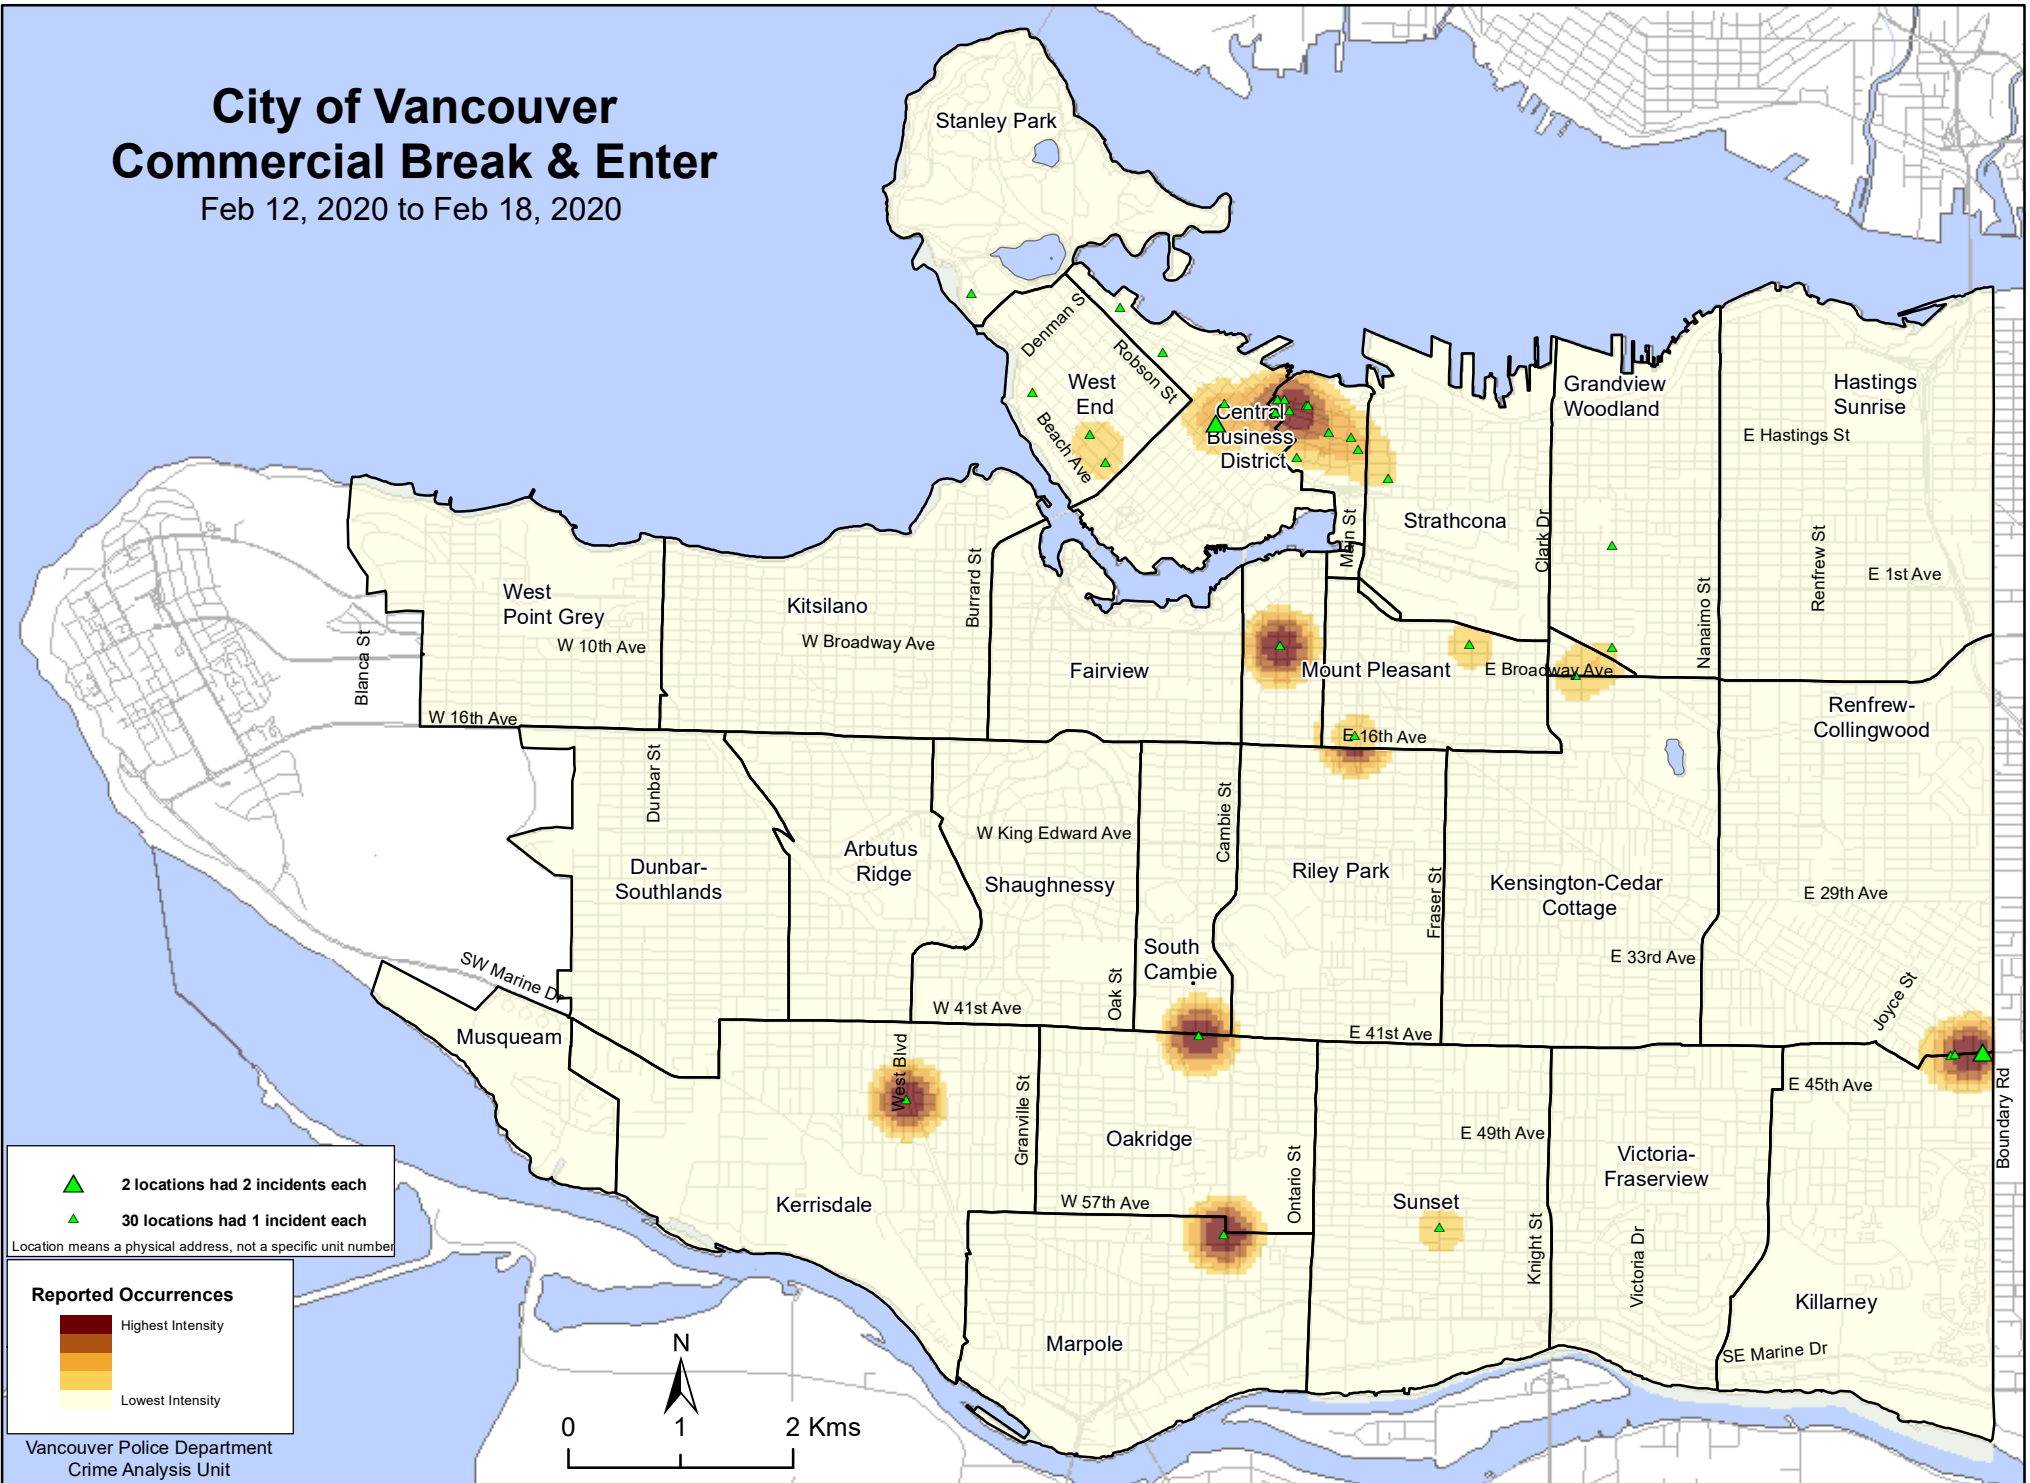 City of Vancouver
Commercial Break & Enter
Feb 12, 2020 to Feb 18, 2020
Stanley Park
Denman S
Robson St
West
End
Beach Ave
Central
Business
District
Grandview
Woodland
Hastings
Sunrise
E Hastings St
Strathcona
Main St
Clark Dr
Nanaimo St
Renfrew St
E 1st Ave
West
Point Grey
W 10th Ave
Blanca St
W 16th Ave
Kitsilano
W Broadway Ave
Burrard St
Fairview
Mount Pleasant
E Broadway Ave
E 16th Ave
Renfrew-
Collingwood
Dunbar St
Dunbar-
Southlands
Arbutus
Ridge
W King Edward Ave
Shaughnessy
Cambie St
Riley Park
Fraser St
Kensington-Cedar
Cottage
E 29th Ave
E 33rd Ave
South
Cambie
Oak St
W 41st Ave
E 41st Ave
Joyce St
SW Marine Dr
Musqueam
West Blvd
Granville St
Oakridge
Ontario St
E 49th Ave
E 45th Ave
Boundary Rd
Victoria-
Fraserview
Kerrisdale
W 57th Ave
Sunset
Knight St
Victoria Dr
Killarney
SE Marine Dr
Marpole
2 locations had 2 incidents each
30 locations had 1 incident each
Location means a physical address, not a specific unit number
Reported Occurrences
Highest Intensity
Lowest Intensity
Vancouver Police Department
Crime Analysis Unit
N
0 1 2 Kms